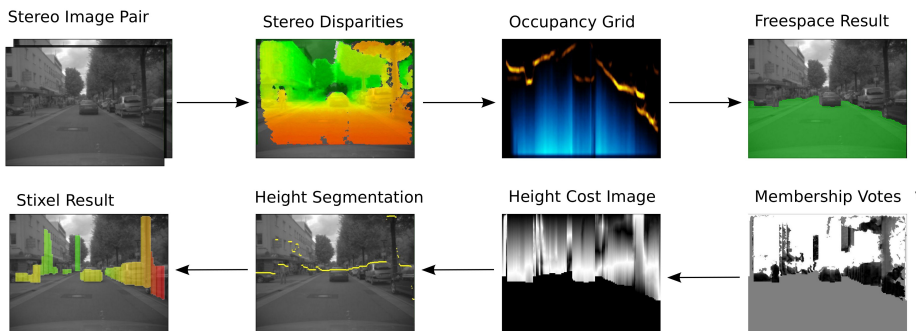 Stereo Image Pair
Stereo Disparities
Occupancy Grid
Freespace Result
Stixel Result
Height Segmentation
Height Cost Image
Membership Votes